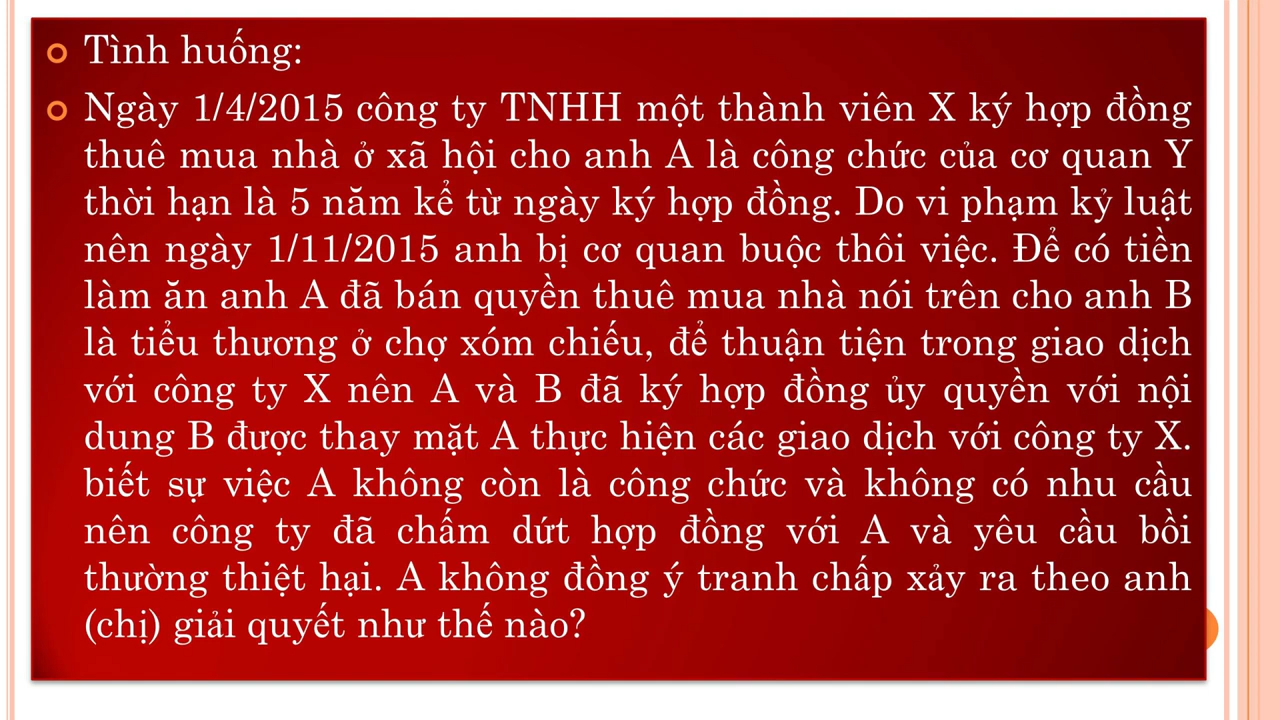 Tình huống:
Ngày 1/4/2015 công ty TNHH một thành viên X ký hợp đồng
thuê mua nhà ở xã hội cho anh A là công chức của cơ quan Y
thời hạn là 5 năm kể từ ngày ký hợp đồng. Do vi phạm kỷ luật
nên ngày 1/11/2015 anh bị cơ quan buộc thôi việc. Để có tiền
làm ăn anh A đã bán quyền thuê mua nhà nói trên cho anh B
là tiểu thương ở chợ xóm chiếu, để thuận tiện trong giao dịch
với công ty X nên A và B đã ký hợp đồng ủy quyền với nội
dung B được thay mặt A thực hiện các giao dịch với công ty X.
biết sự việc A không còn là công chức và không có nhu cầu
nên công ty đã chấm dứt hợp đồng với A và yêu cầu bồi
thường thiệt hại. A không đồng ý tranh chấp xảy ra theo anh
(chị) giải quyết như thế nào?